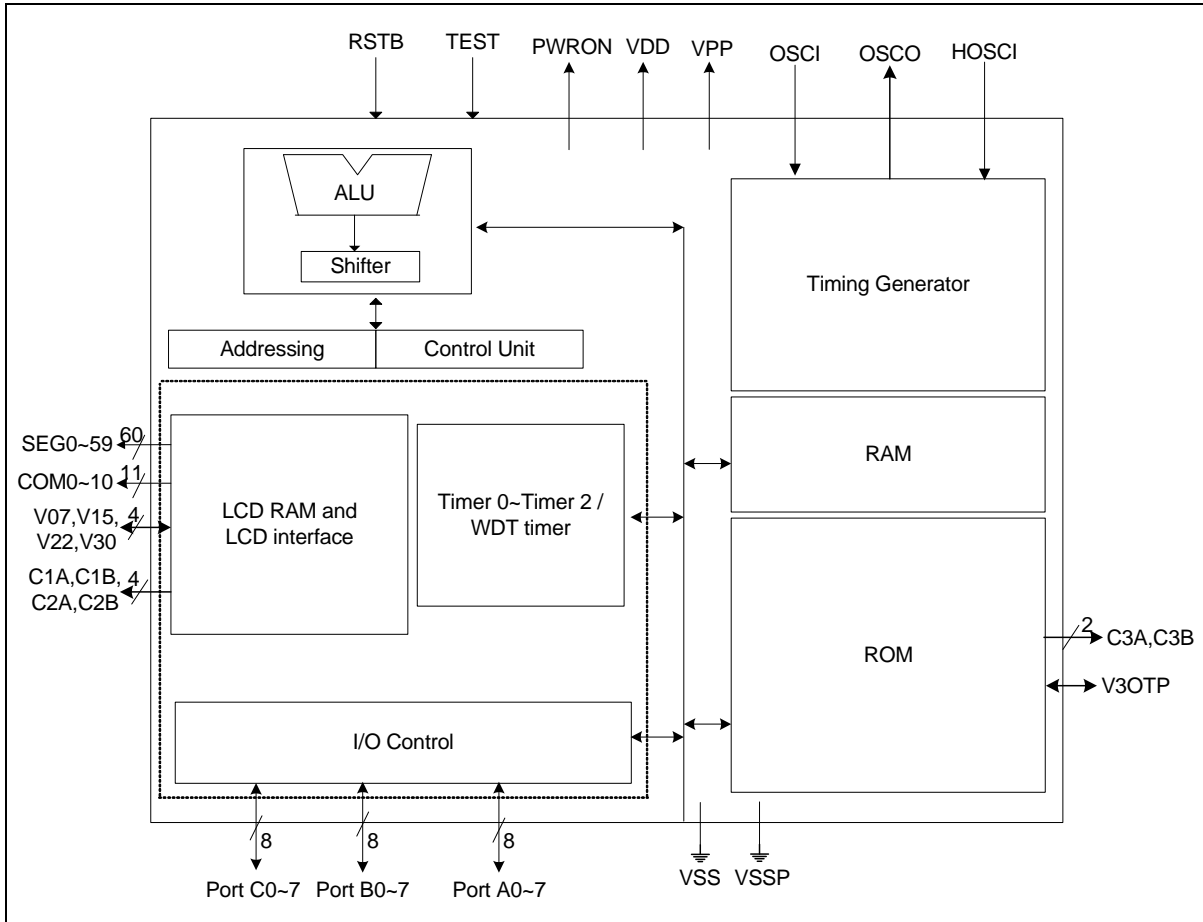 RSTB
TEST
PWRON
VDD
VPP
OSCI
OSCO
HOSCI
ALU
Shifter
Timing Generator
Addressing
Control Unit
SEG0~59
60
COM0~10
11
V07,V15,
V22,V30
4
C1A,C1B,
C2A,C2B
4
LCD RAM and
LCD interface
Timer 0~Timer 2 /
WDT timer
RAM
ROM
2
C3A,C3B
V3OTP
I/O Control
8
8
8
Port C0~7
Port B0~7
Port A0~7
VSS
VSSP